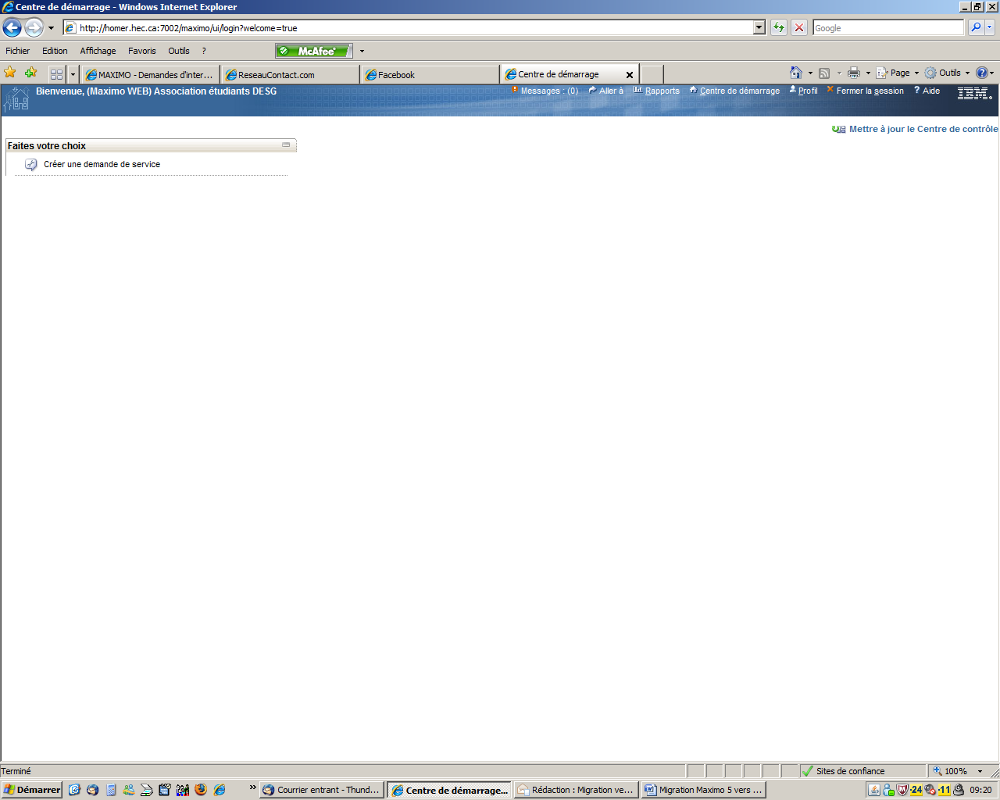 Centre de démarrage - Windows Internet Explorer
http://homer.hec.ca:7002/maximo/ui/login?welcome=true
Google
Fichier Edition Affichage Favoris Outils ?
McAfee
MAXIMO - Demandes d'inter... ReseauContact.com Facebook Centre de démarrage
Page Outils
Bienvenue, (Maximo WEB) Association étudiants DESG
Messages : (0) Aller à Rapports Centre de démarrage Profil Fermer la session ? Aide IBM.
Mettre à jour le Centre de contrôle
Faites votre choix
Créer une demande de service
Terminé
Sites de confiance
100%
Démarrer
» Courrier entrant - Thund... Centre de démarrage... Rédaction : Migration ve... Migration Maximo 5 vers ...
-24 -11 09:20